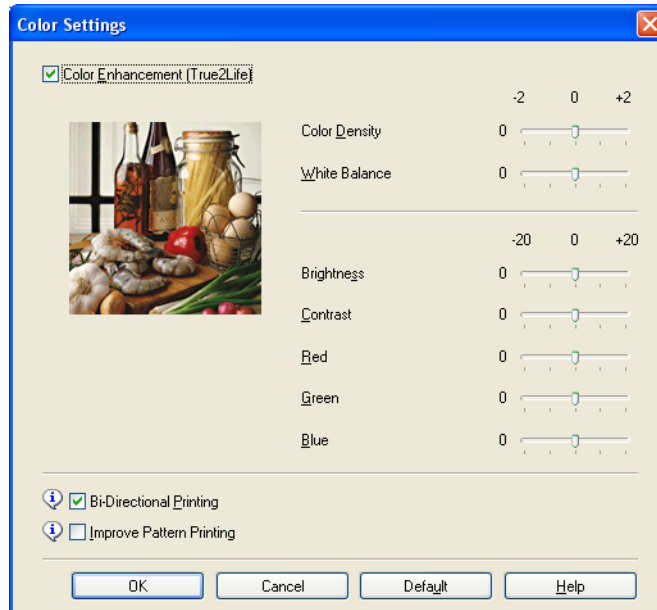 Color Settings
Color Enhancement (True2Life)
-2 0 +2
Color Density 0
White Balance 0
-20 0 +20
Brightness 0
Contrast 0
Red 0
Green 0
Blue 0
Bi-Directional Printing
Improve Pattern Printing
OK Cancel Default Help